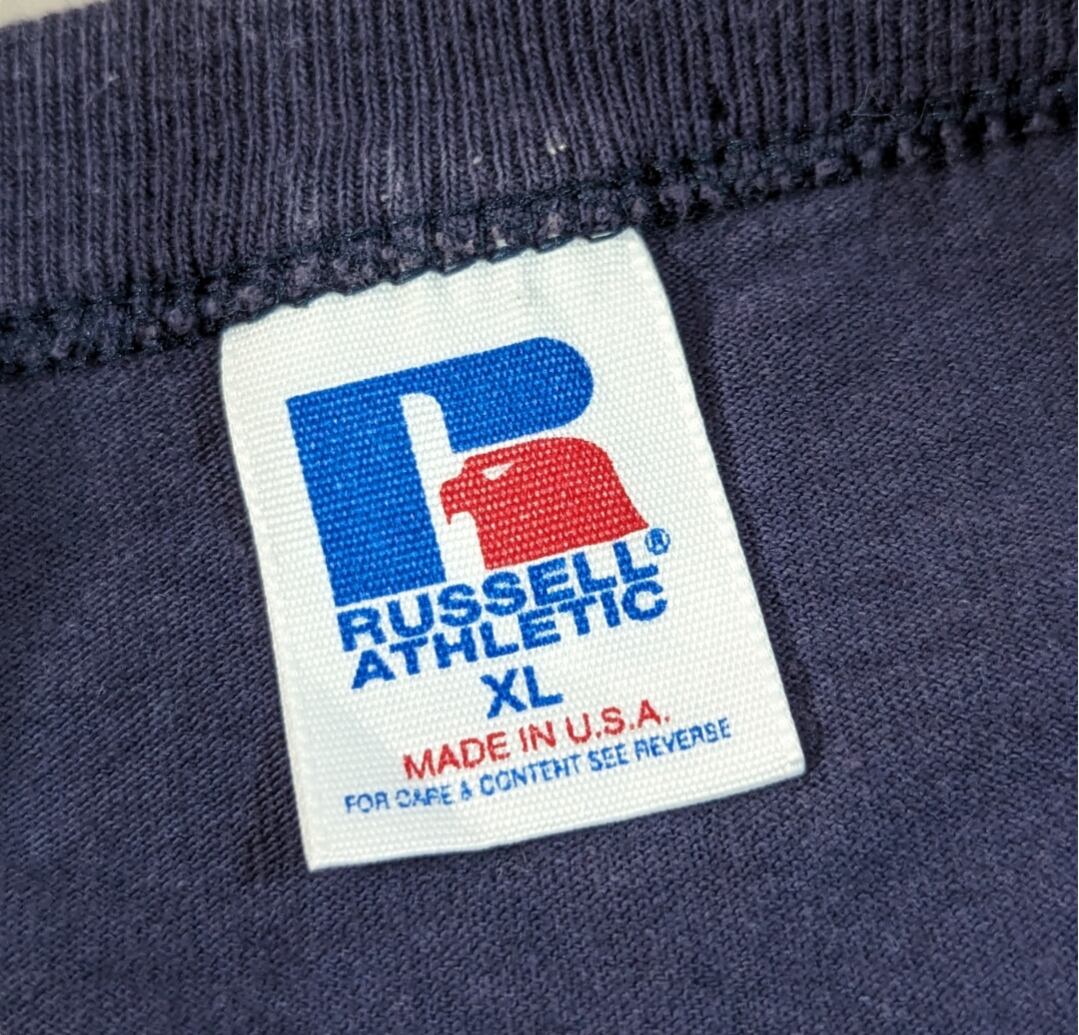 RUSSELL®
ATHLETIC
XL
MADE IN U.S.A.
FOR CARE & CONTENT SEE REVERSE